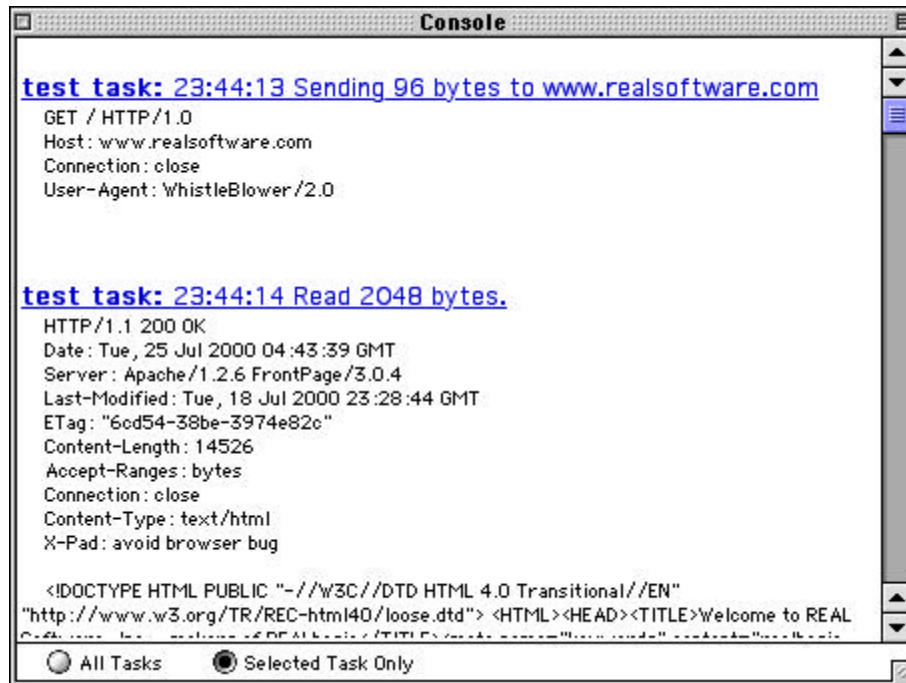 Console
test task: 23:44:13 Sending 96 bytes to www.realsoftware.com
GET / HTTP/1.0
Host: www.realsoftware.com
Connection: close
User-Agent: WhistleBlower/2.0
test task: 23:44:14 Read 2048 bytes.
HTTP/1.1 200 OK
Date: Tue, 25 Jul 2000 04:43:39 GMT
Server: Apache/1.2.6 FrontPage/3.0.4
Last-Modified: Tue, 18 Jul 2000 23:28:44 GMT
ETag: "6cd54-38be-3974e82c"
Content-Length: 14526
Accept-Ranges: bytes
Connection: close
Content-Type: text/html
X-Pad: avoid browser bug
<!DOCTYPE HTML PUBLIC "-//W3C//DTD HTML 4.0 Transitional//EN"
"http://www.w3.org/TR/REC-html40/loose.dtd"> <HTML><HEAD><TITLE>Welcome to REAL
All Tasks Selected Task Only